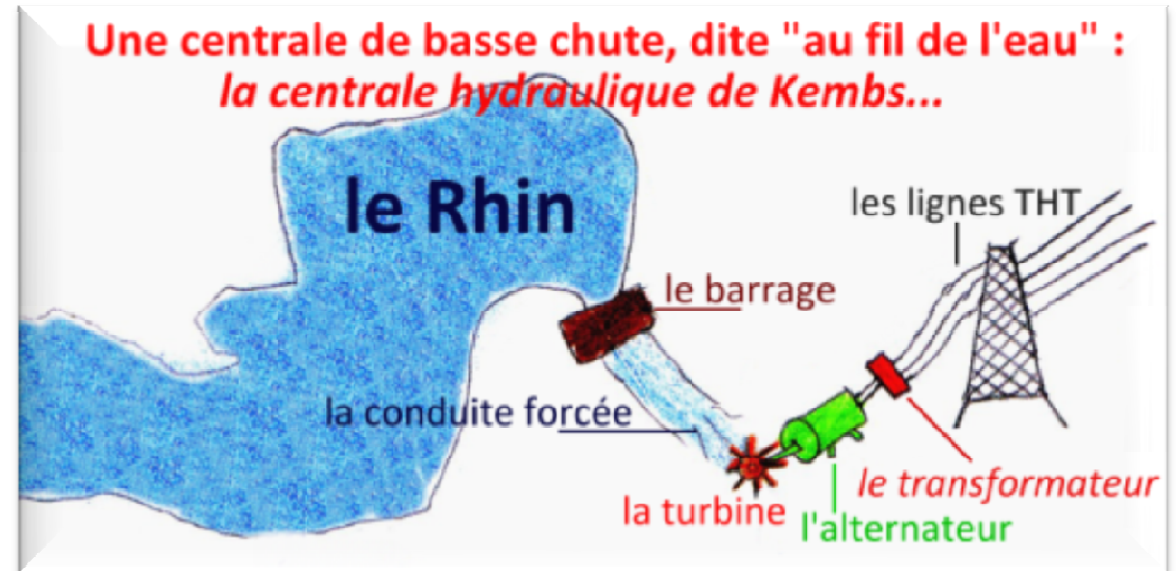 Une centrale de basse chute, dite "au fil de l'eau" :
la centrale hydraulique de Kembs...
le Rhin
les lignes THT
le barrage
la conduite forcée
le transformateur
la turbine
l'alternateur